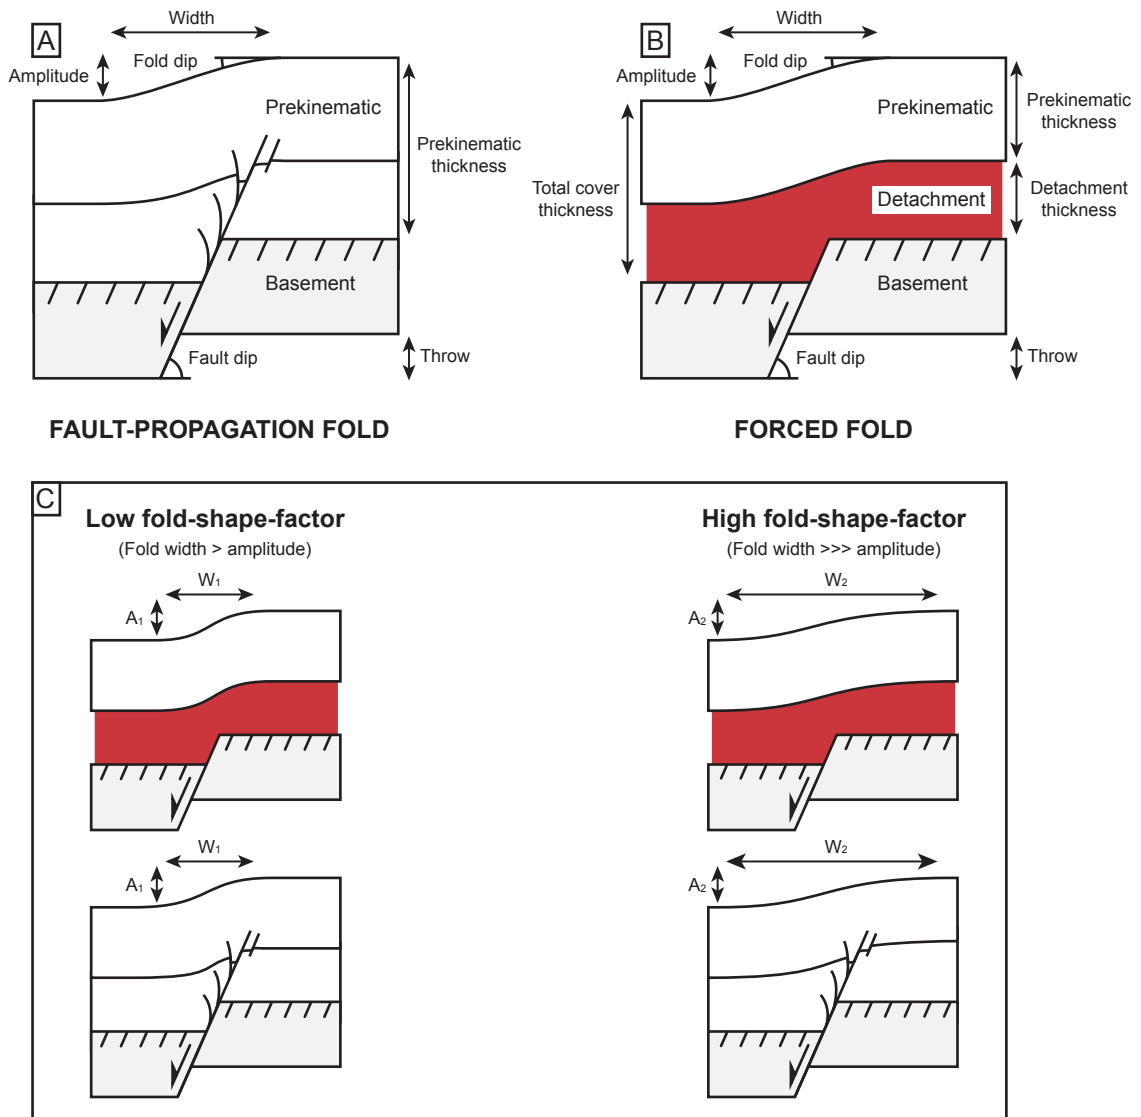 A
Width
Amplitude
Fold dip
Prekinematic
Prekinematic
thickness
Basement
Fault dip
Throw
FAULT-PROPAGATION FOLD
B
Width
Amplitude
Fold dip
Prekinematic
Prekinematic
thickness
Total cover
thickness
Detachment
Detachment
thickness
Basement
Fault dip
Throw
FORCED FOLD
C
Low fold-shape-factor
(Fold width > amplitude)
W1
A1
W1
A1
High fold-shape-factor
(Fold width >>> amplitude)
W2
A2
W2
A2